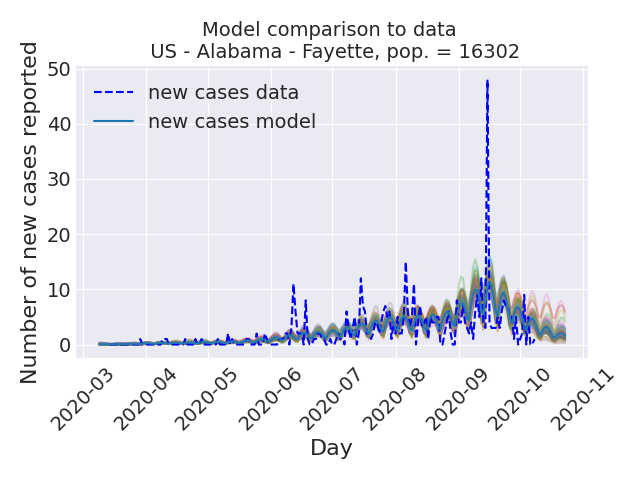 Model comparison to data
US - Alabama - Fayette, pop. = 16302
Number of new cases reported
50
40
30
20
10
0
new cases data
new cases model
2020-03
2020-04
2020-05
2020-06
2020-07
2020-08
2020-09
2020-10
2020-11
Day